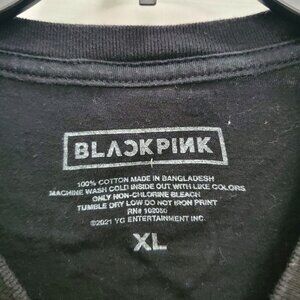 BLACKPINK
100% COTTON MADE IN BANGLADESH
MACHINE WASH COLD INSIDE OUT WITH LIKE COLORS
ONLY NON-CHLORINE BLEACH
TUMBLE DRY LOW DO NOT IRON PRINT
RN# 102050
©2021 YG ENTERTAINMENT INC.
XL